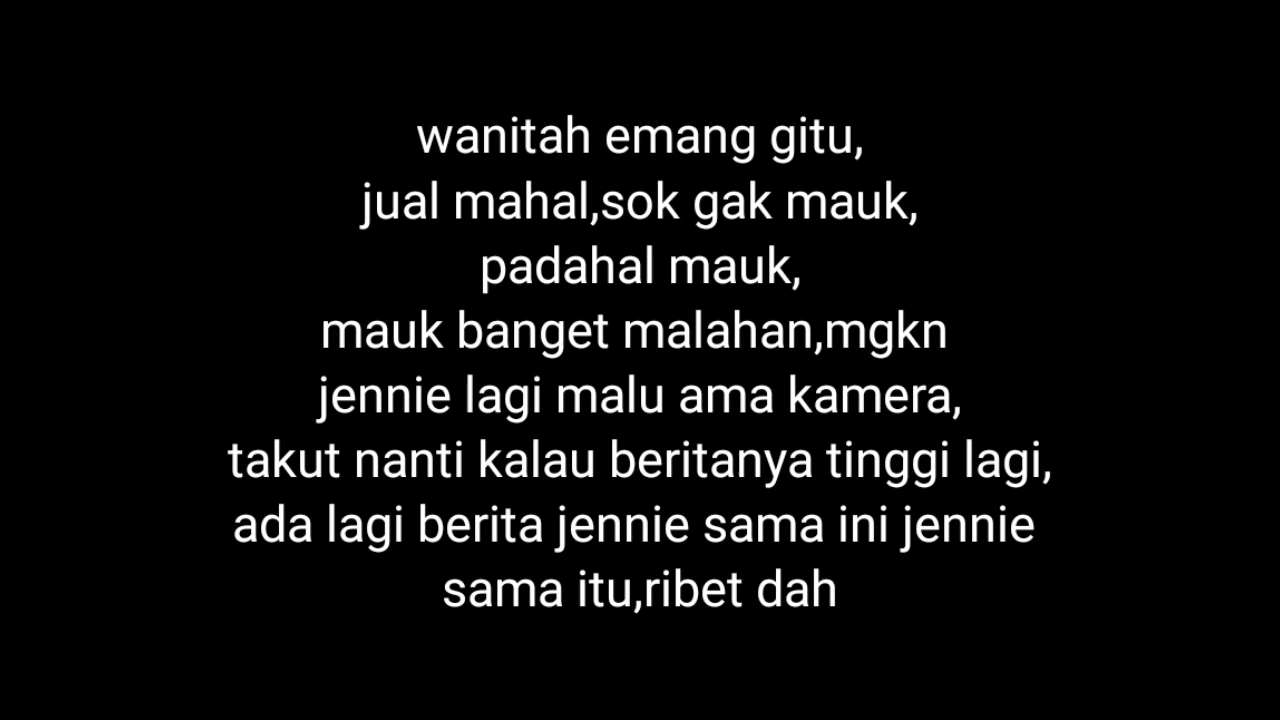 wanitah emang gitu,
jual mahal,sok gak mauk,
padahal mauk,
mauk banget malahan,mgkn
jennie lagi malu ama kamera,
takut nanti kalau beritanya tinggi lagi,
ada lagi berita jennie sama ini jennie
sama itu,ribet dah